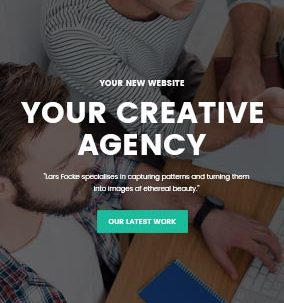 YOUR NEW WEBSITE
YOUR CREATIVE
AGENCY
"Lars Focke specialises in capturing patterns and turning them
into images of ethereal beauty."
OUR LATEST WORK